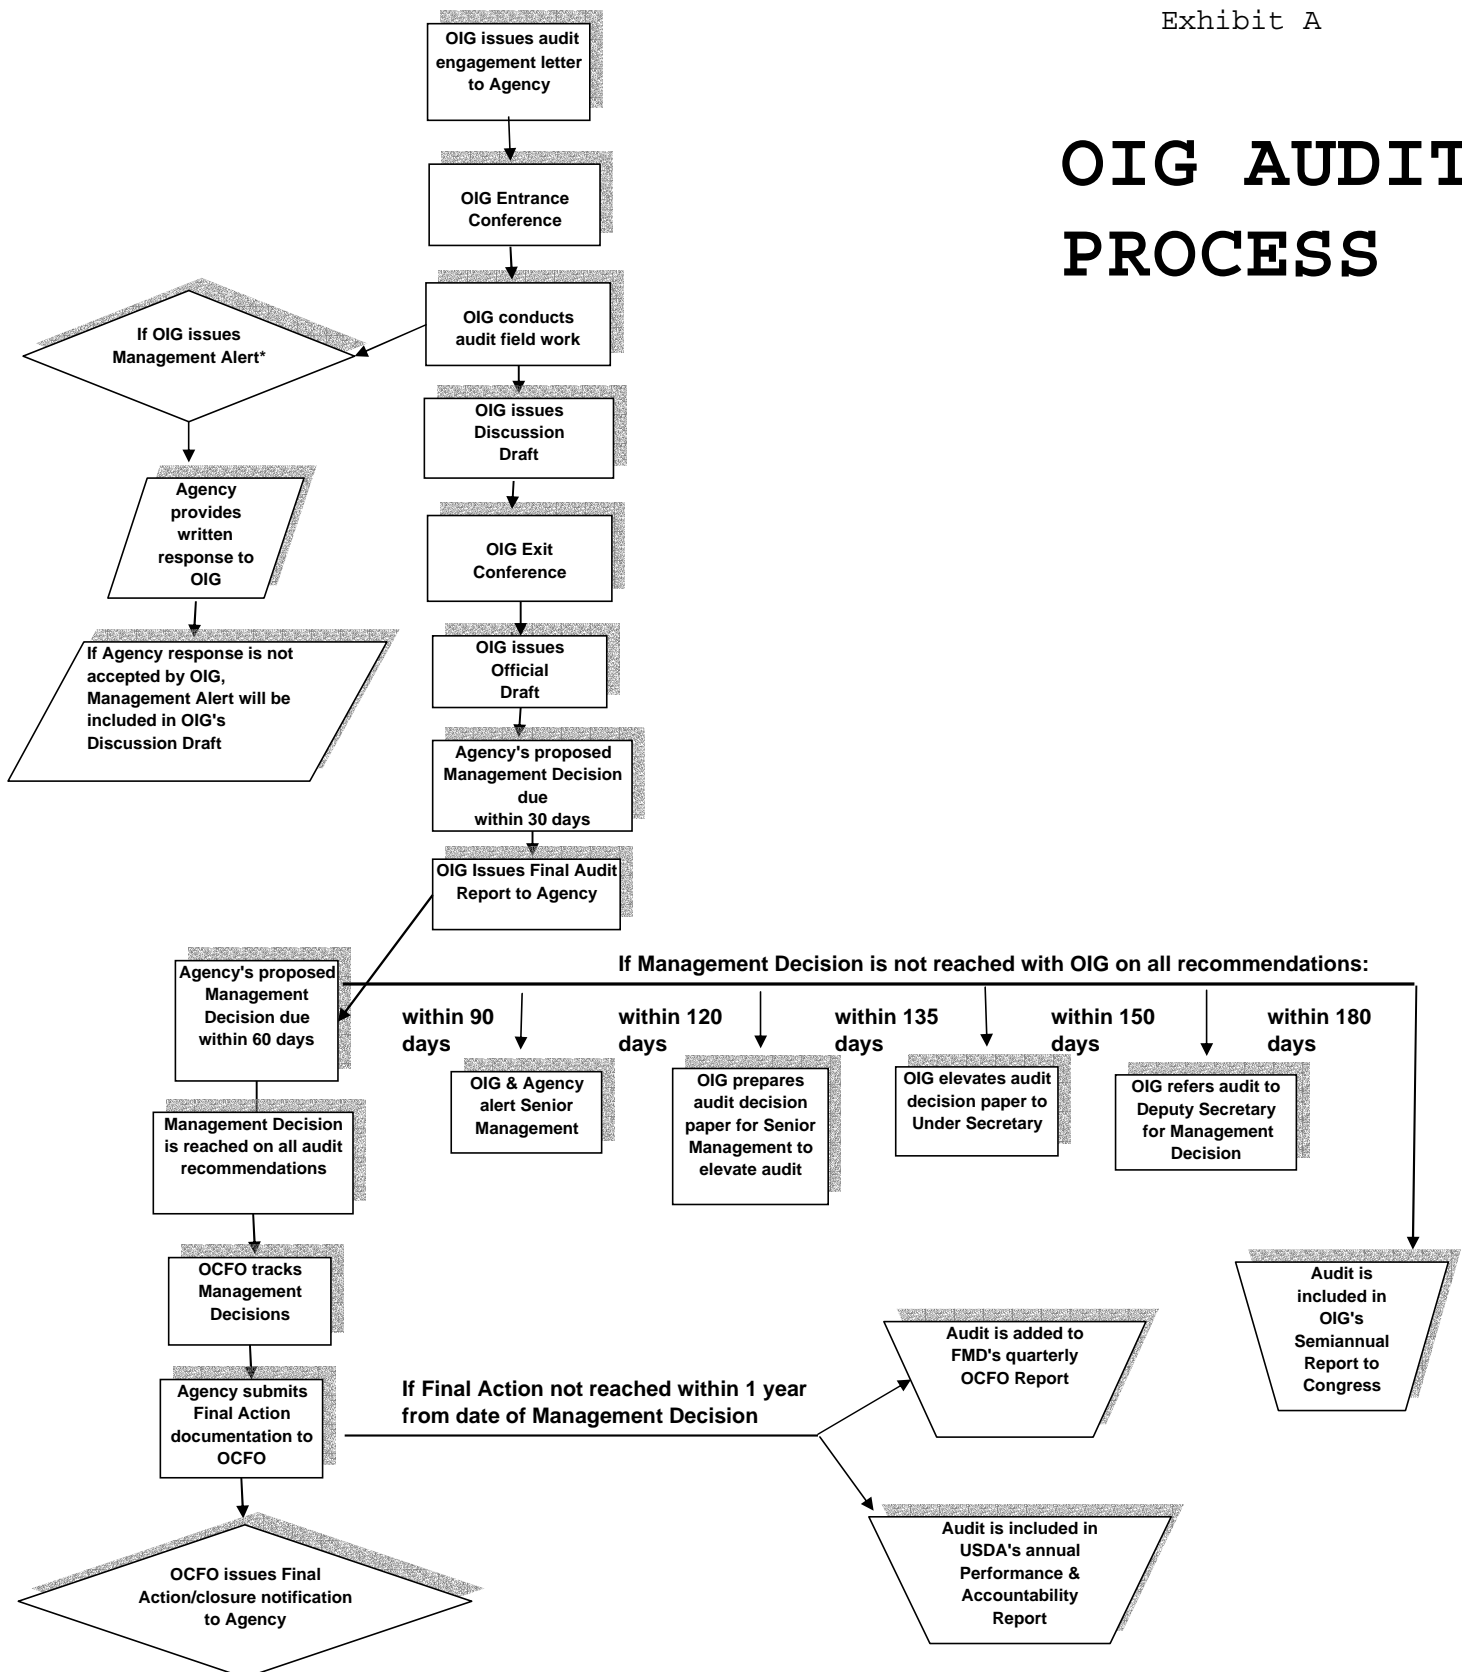 Exhibit A
OIG AUDIT
PROCESS
OIG issues audit
engagement letter
to Agency
OIG Entrance
Conference
OIG conducts
audit field work
If OIG issues
Management Alert*
OIG issues
Discussion
Draft
Agency
provides
written
response to
OIG
OIG Exit
Conference
If Agency response is not
accepted by OIG,
Management Alert will be
included in OIG's
Discussion Draft
OIG issues
Official
Draft
Agency's proposed
Management Decision
due
within 30 days
OIG Issues Final Audit
Report to Agency
Agency's proposed
Management
Decision due
within 60 days
If Management Decision is not reached with OIG on all recommendations:
within 90
days
within 120
days
within 135
days
within 150
days
within 180
days
OIG & Agency
alert Senior
Management
OIG prepares
audit decision
paper for Senior
Management to
elevate audit
OIG elevates audit
decision paper to
Under Secretary
OIG refers audit to
Deputy Secretary
for Management
Decision
Management Decision
is reached on all audit
recommendations
OCFO tracks
Management
Decisions
Audit is
included in
OIG's
Semiannual
Report to
Congress
Agency submits
Final Action
documentation to
OCFO
If Final Action not reached within 1 year
from date of Management Decision
Audit is added to
FMD's quarterly
OCFO Report
Audit is included in
USDA's annual
Performance &
Accountability
Report
OCFO issues Final
Action/closure notification
to Agency